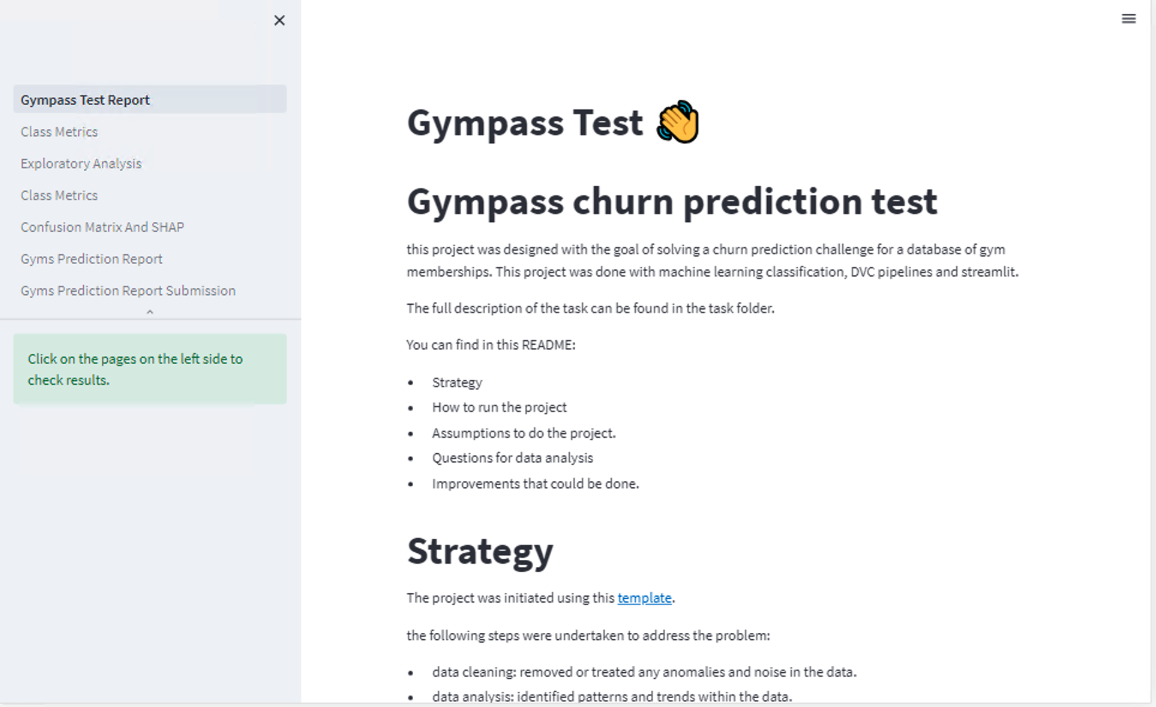 Gympass Test Report
Class Metrics
Exploratory Analysis
Class Metrics
Confusion Matrix And SHAP
Gyms Prediction Report
Gyms Prediction Report Submission
Click on the pages on the left side to
check results.
Gympass Test 👋
Gympass churn prediction test
this project was designed with the goal of solving a churn prediction challenge for a database of gym
memberships. This project was done with machine learning classification, DVC pipelines and streamlit.
The full description of the task can be found in the task folder.
You can find in this README:
• Strategy
• How to run the project
• Assumptions to do the project.
• Questions for data analysis
• Improvements that could be done.
Strategy
The project was initiated using this template.
the following steps were undertaken to address the problem:
• data cleaning: removed or treated any anomalies and noise in the data.
• data analysis: identified patterns and trends within the data.